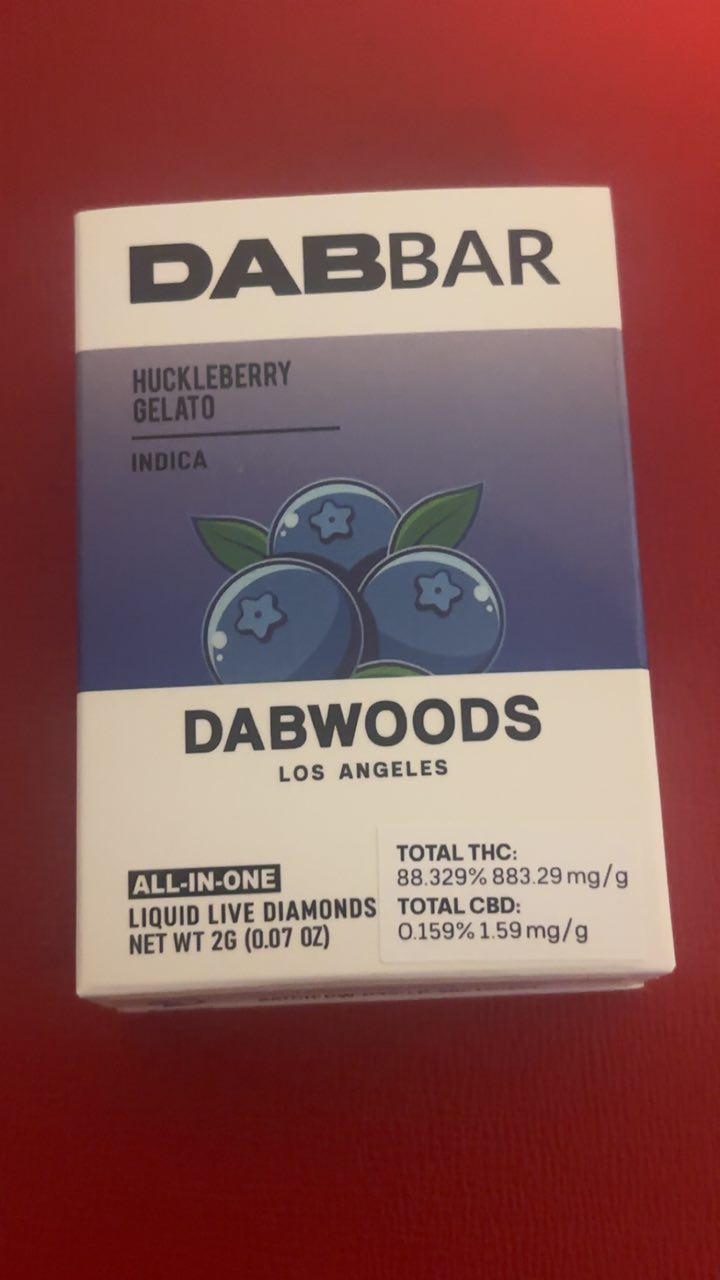 DABBAR
HUCKLEBERRY
GELATO
INDICA
DABWOODS
LOS ANGELES
ALL-IN-ONE
LIQUID LIVE DIAMONDS
NET WT 2G (0.07 OZ)
TOTAL THC:
88.329% 883.29 mg/g
TOTAL CBD:
0.159% 1.59 mg/g